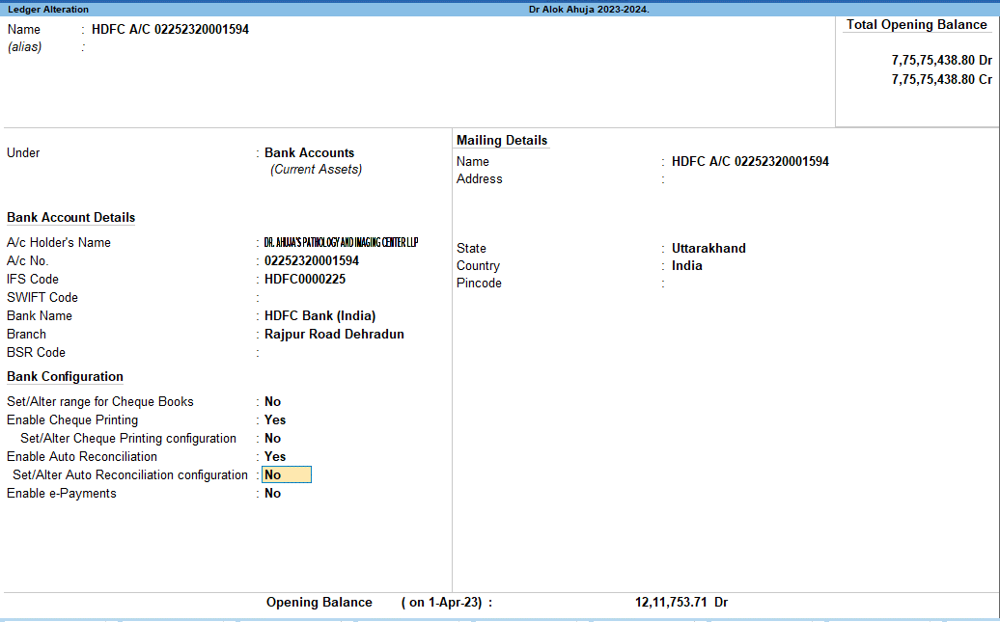 Ledger Alteration Dr Alok Ahuja 2023-2024.
Name : HDFC A/C 02252320001594
(alias) :
Total Opening Balance
7,75,75,438.80 Dr
7,75,75,438.80 Cr
Under : Bank Accounts
(Current Assets)
Bank Account Details
A/c Holder's Name : DR. AHUJA'S PATHOLOGY AND IMAGING CENTER LLP
A/c No. : 02252320001594
IFS Code : HDFC0000225
SWIFT Code :
Bank Name : HDFC Bank (India)
Branch : Rajpur Road Dehradun
BSR Code :
Bank Configuration
Set/Alter range for Cheque Books : No
Enable Cheque Printing : Yes
Set/Alter Cheque Printing configuration : No
Enable Auto Reconciliation : Yes
Set/Alter Auto Reconciliation configuration : No
Enable e-Payments : No
Mailing Details
Name : HDFC A/C 02252320001594
Address :
State : Uttarakhand
Country : India
Pincode :
Opening Balance ( on 1-Apr-23) : 12,11,753.71 Dr